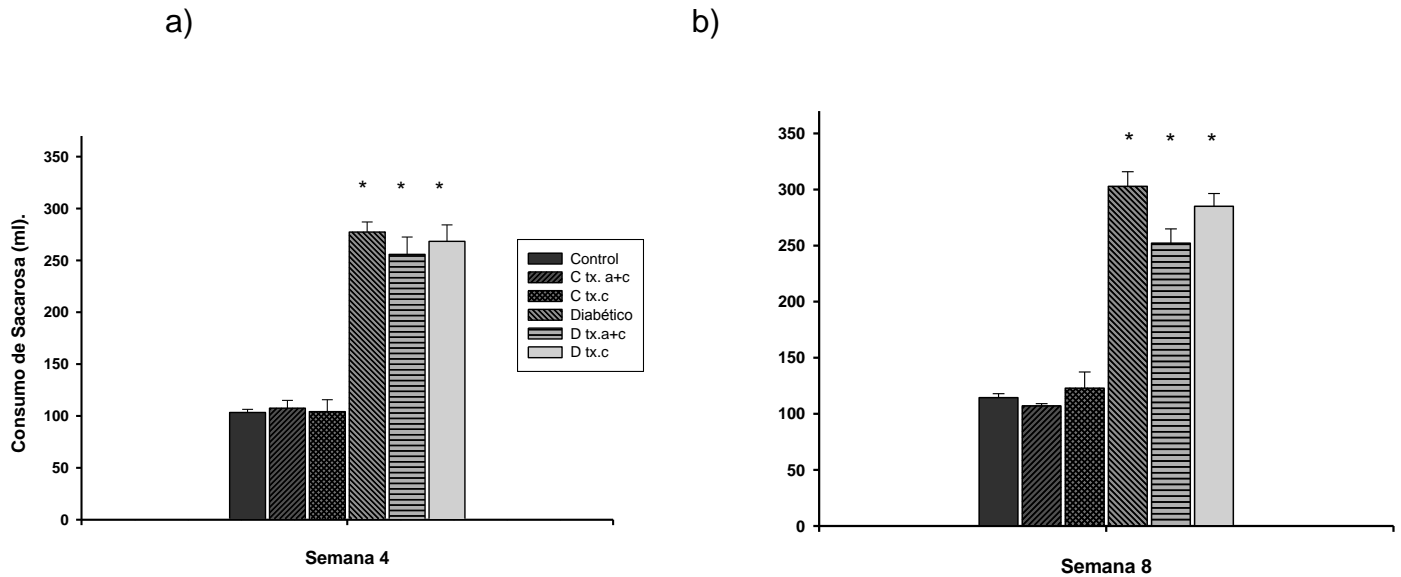 a)
b)
Consumo de Sacarosa (ml).
350
300
250
200
150
100
50
0
* * *
Semana 4
Control
C tx. a+c
C tx.c
Diabético
D tx.a+c
D tx.c
350
300
250
200
150
100
50
0
* * *
Semana 8